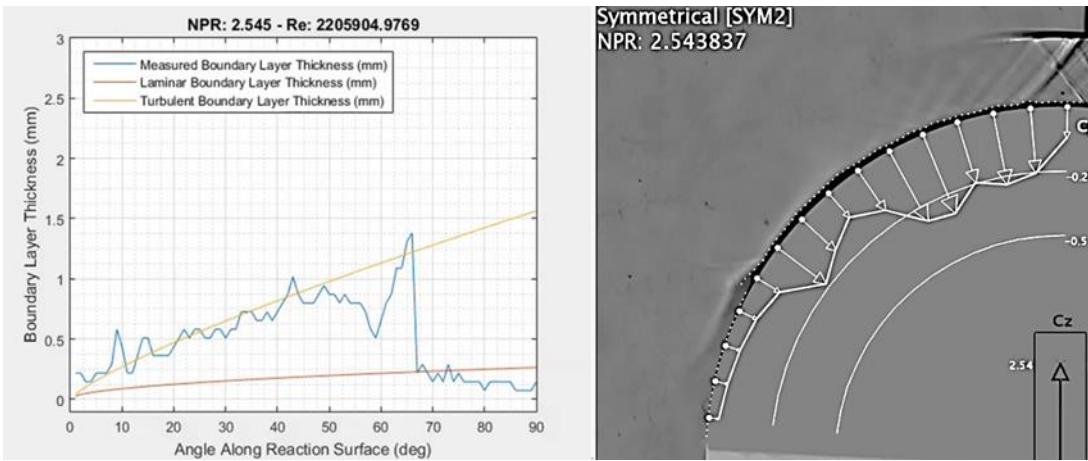 NPR: 2.545 - Re: 2205904.9769
Measured Boundary Layer Thickness (mm)
Laminar Boundary Layer Thickness (mm)
Turbulent Boundary Layer Thickness (mm)
Boundary Layer Thickness (mm)
3
2.5
2
1.5
1
0.5
0
0 10 20 30 40 50 60 70 80 90
Angle Along Reaction Surface (deg)
Symmetrical [SYM2]
NPR: 2.543837
-0.2
-0.5
Cz
2.54